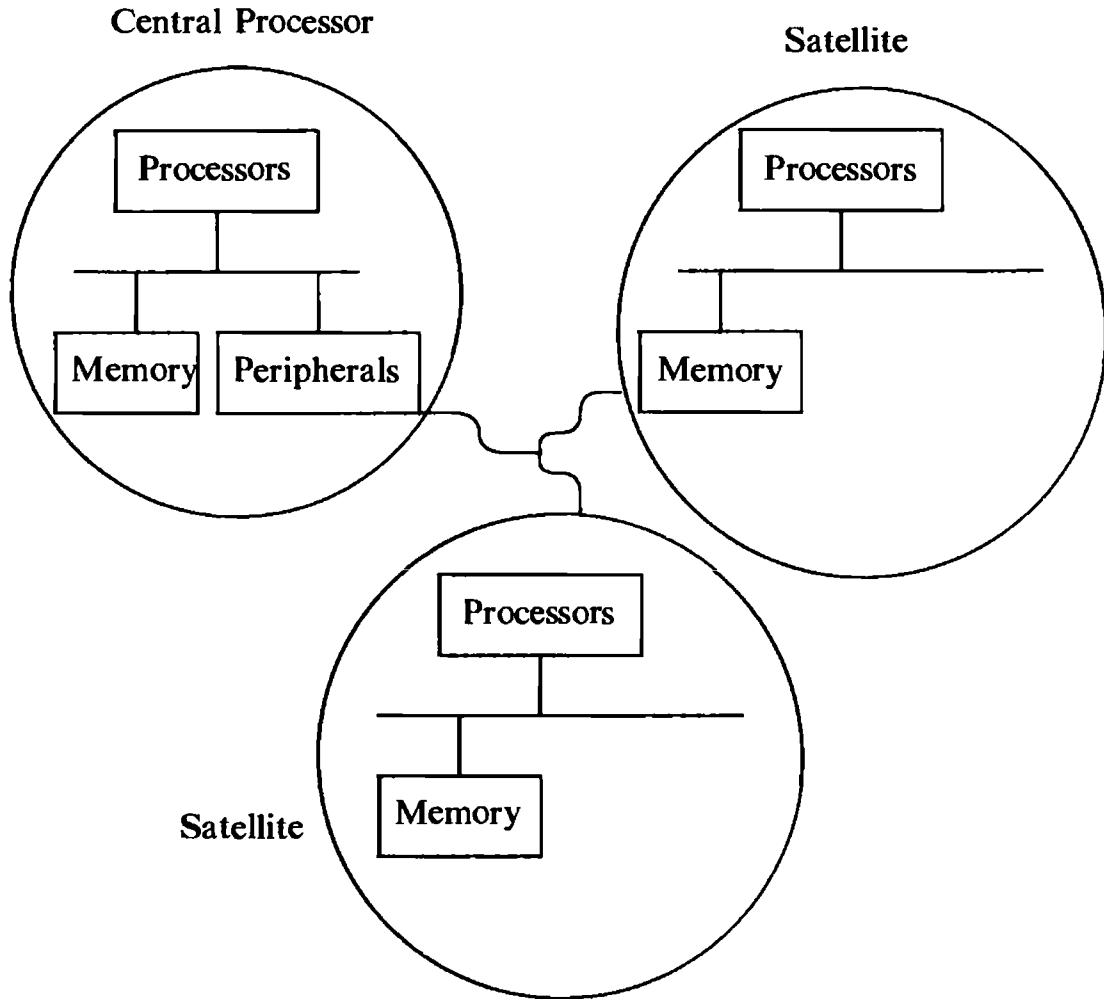 Central Processor
Processors
Memory
Peripherals
Satellite
Processors
Memory
Processors
Memory
Satellite